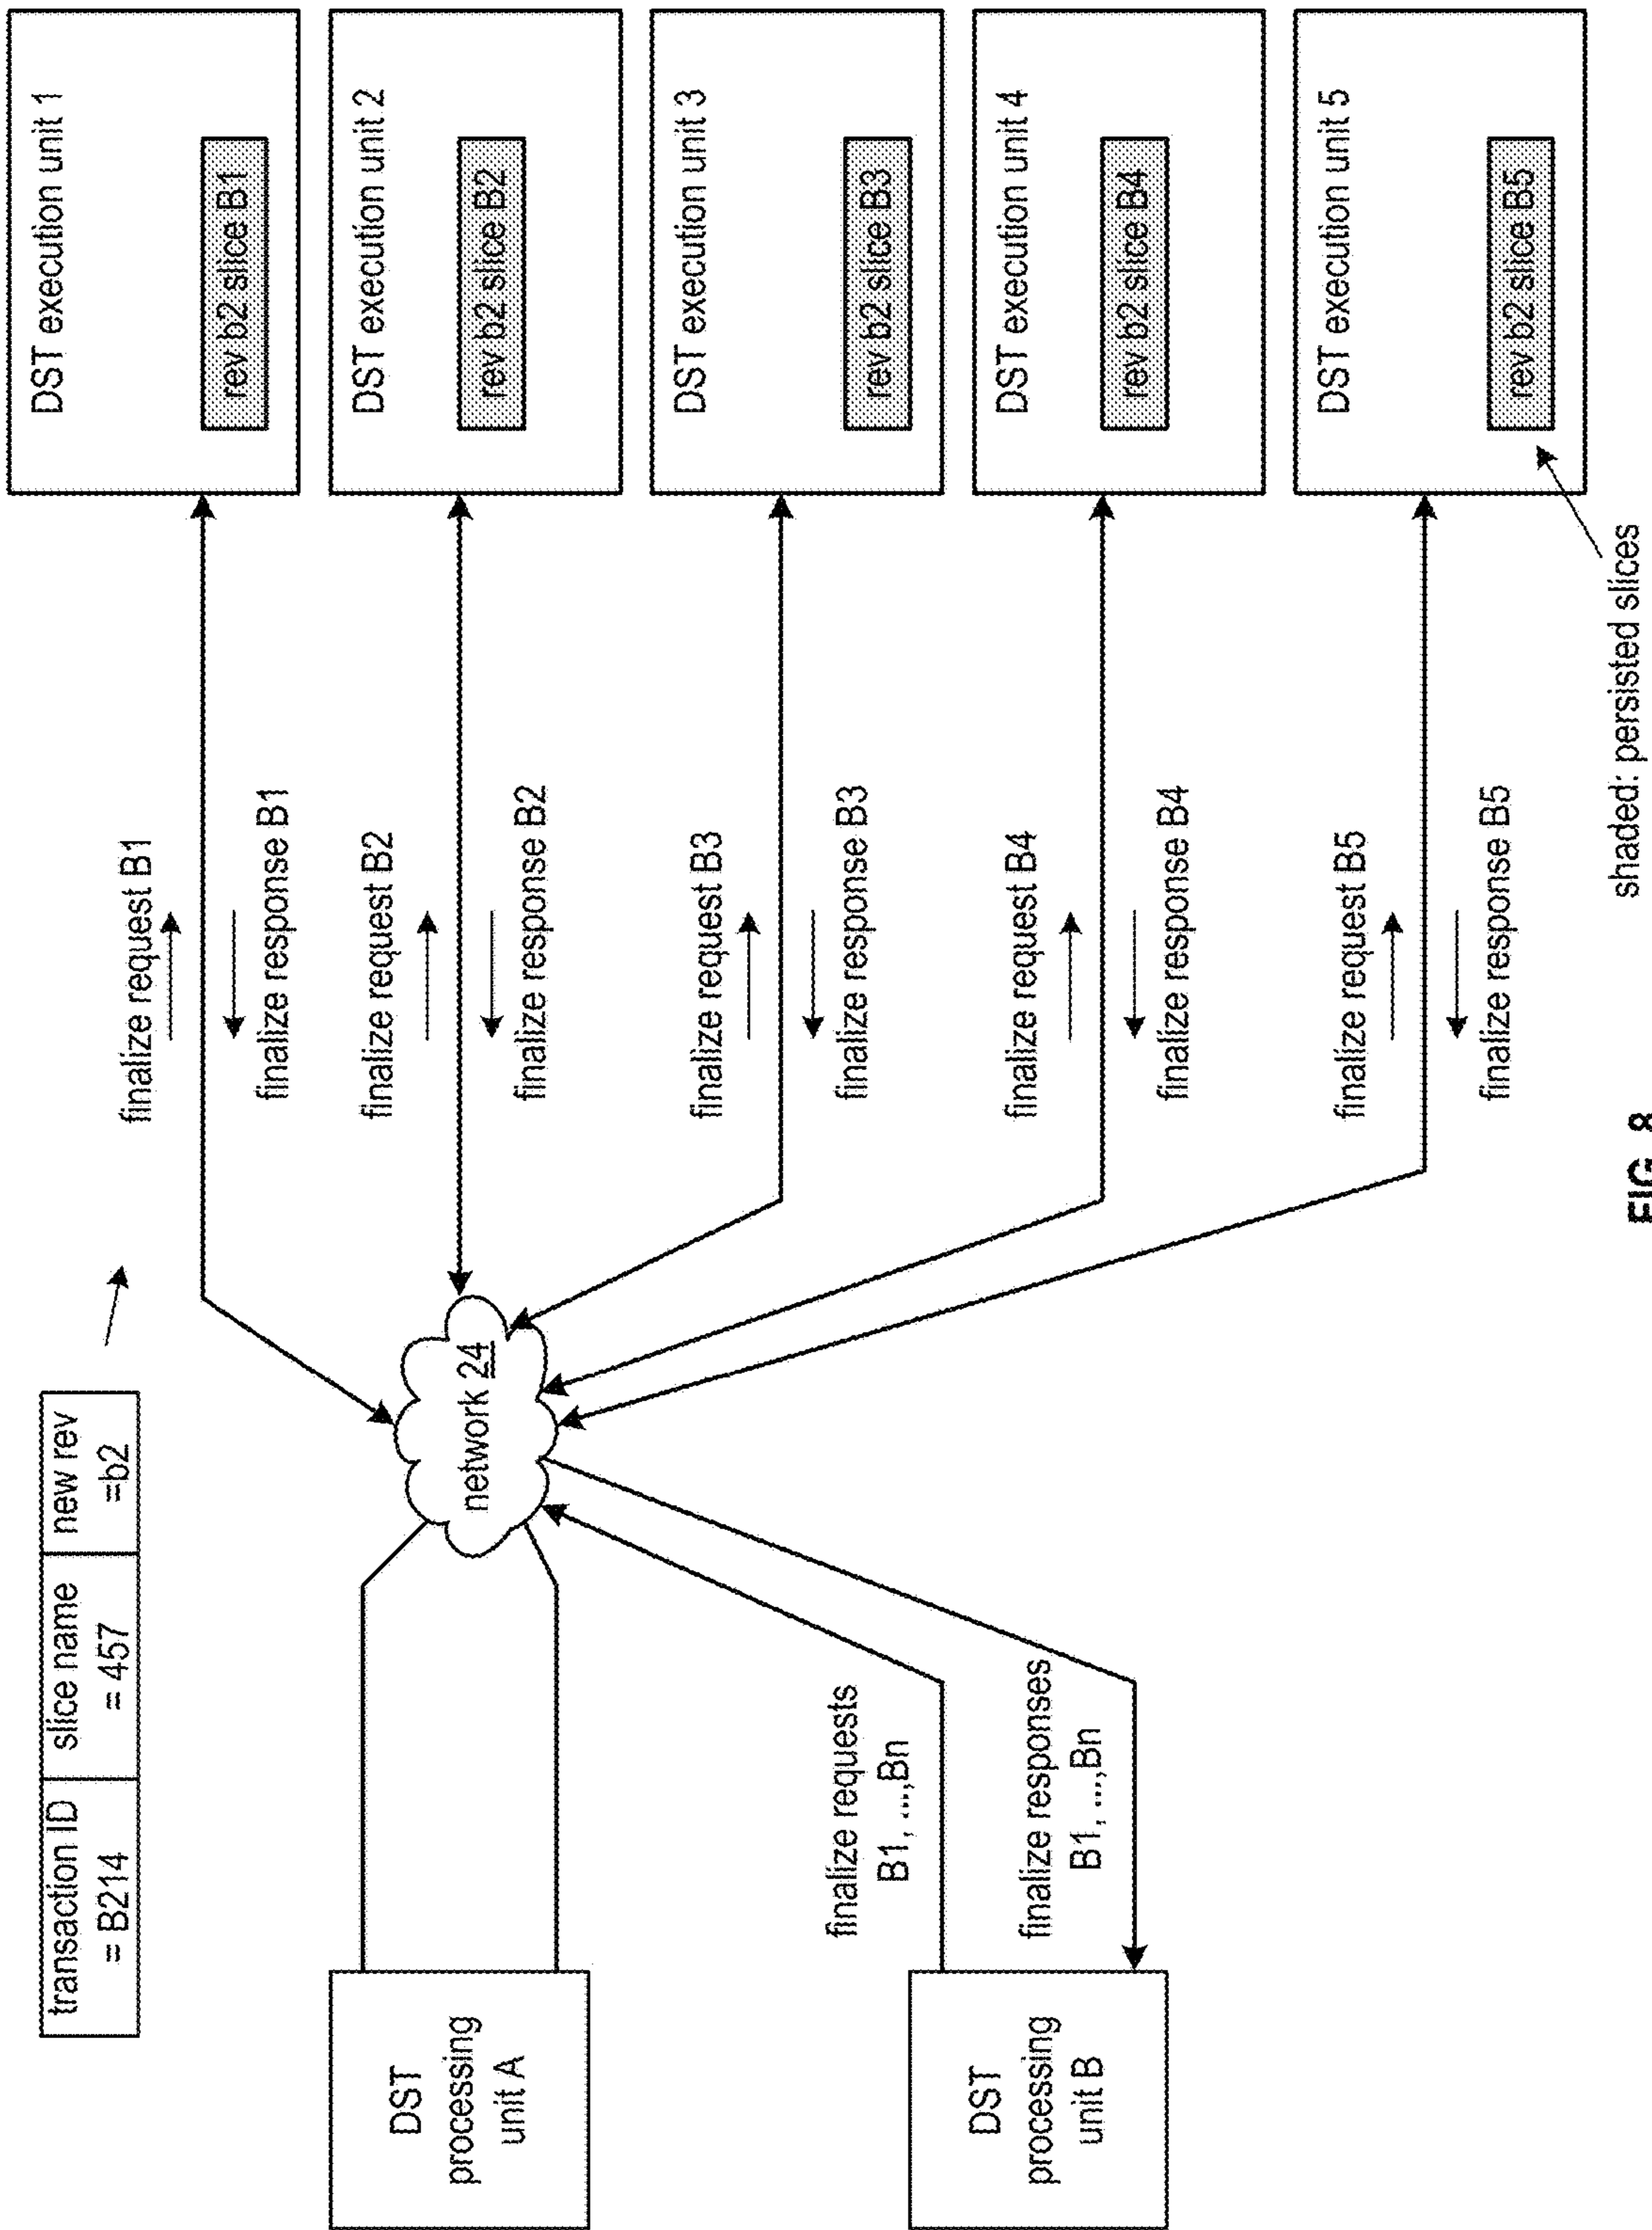 transaction ID
= B214
slice name
= 457
new rev
=b2
DST
processing
unit A
DST
processing
unit B
finalize requests
B1, ...,Bn
finalize responses
B1, ...,Bn
network 24
finalize request B1
finalize response B1
finalize request B2
finalize response B2
finalize request B3
finalize response B3
finalize request B4
finalize response B4
finalize request B5
finalize response B5
DST execution unit 1
rev b2 slice B1
DST execution unit 2
rev b2 slice B2
DST execution unit 3
rev b2 slice B3
DST execution unit 4
rev b2 slice B4
DST execution unit 5
rev b2 slice B5
shaded: persisted slices
FIG. 8